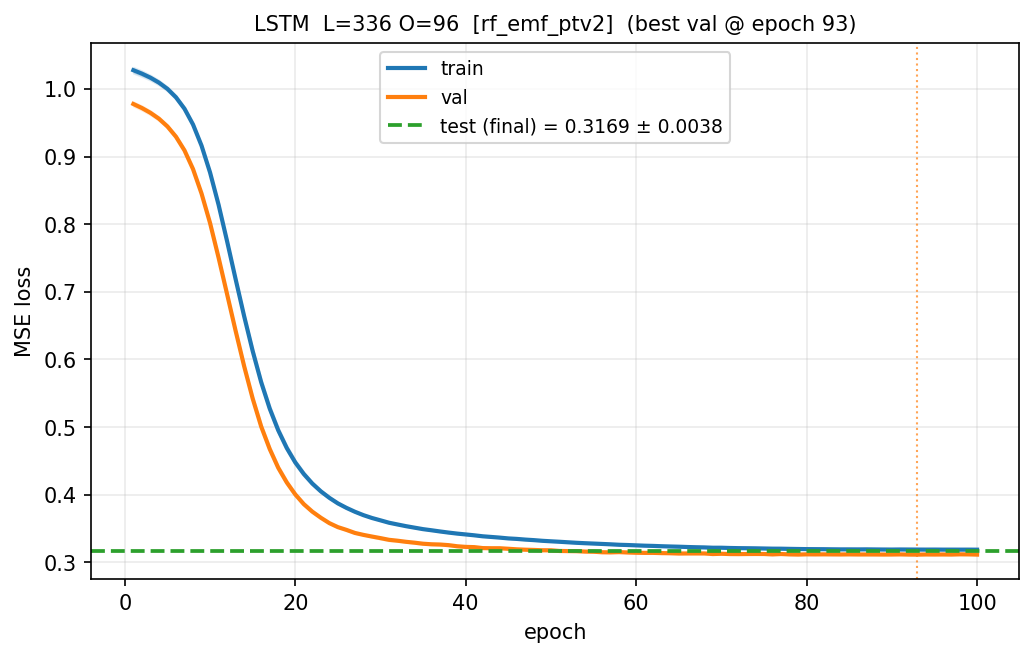 LSTM  L=336 O=96  [rf_emf_ptv2]  (best val @ epoch 93)
train
val
test (final) = 0.3169 ± 0.0038
MSE loss
1.0
0.9
0.8
0.7
0.6
0.5
0.4
0.3
0 20 40 60 80 100
epoch